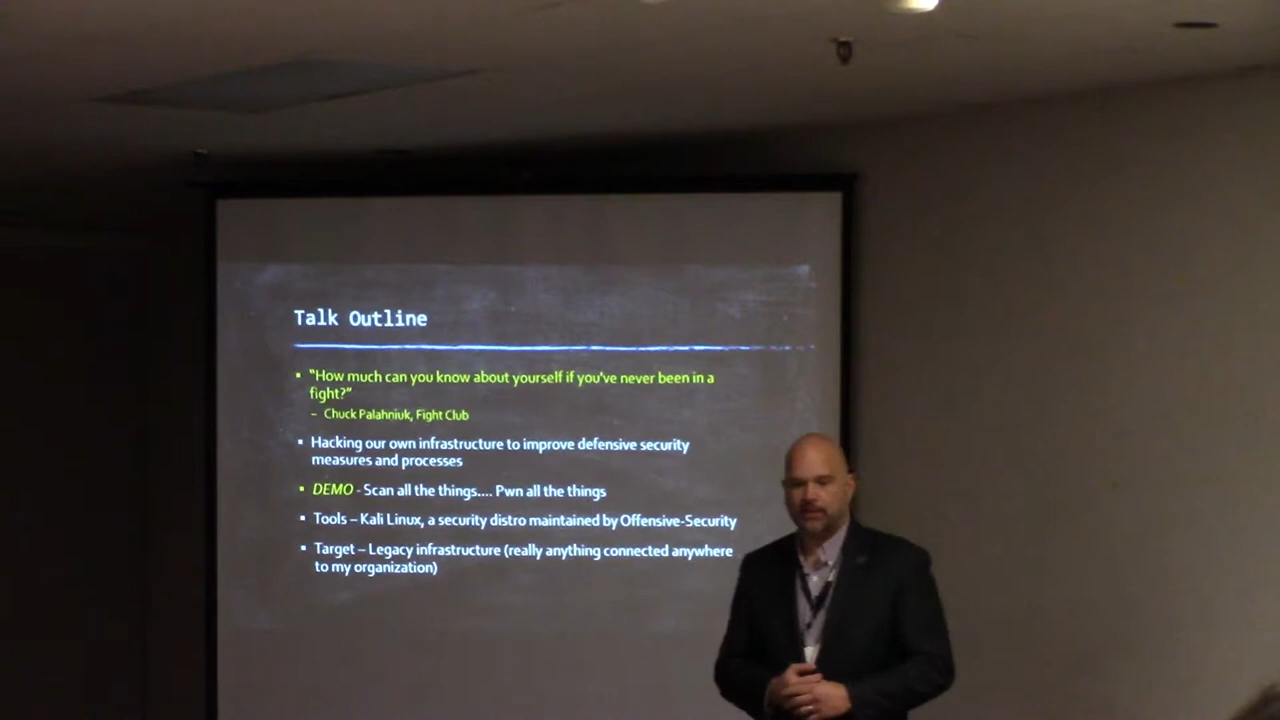 Talk Outline
“How much can you know about yourself if you've never been in a
fight?”
– Chuck Palahniuk, Fight Club
Hacking our own infrastructure to improve defensive security
measures and processes
DEMO - Scan all the things.... Pwn all the things
Tools – Kali Linux, a security distro maintained by Offensive-Security
Target – Legacy infrastructure (really anything connected anywhere
to my organization)